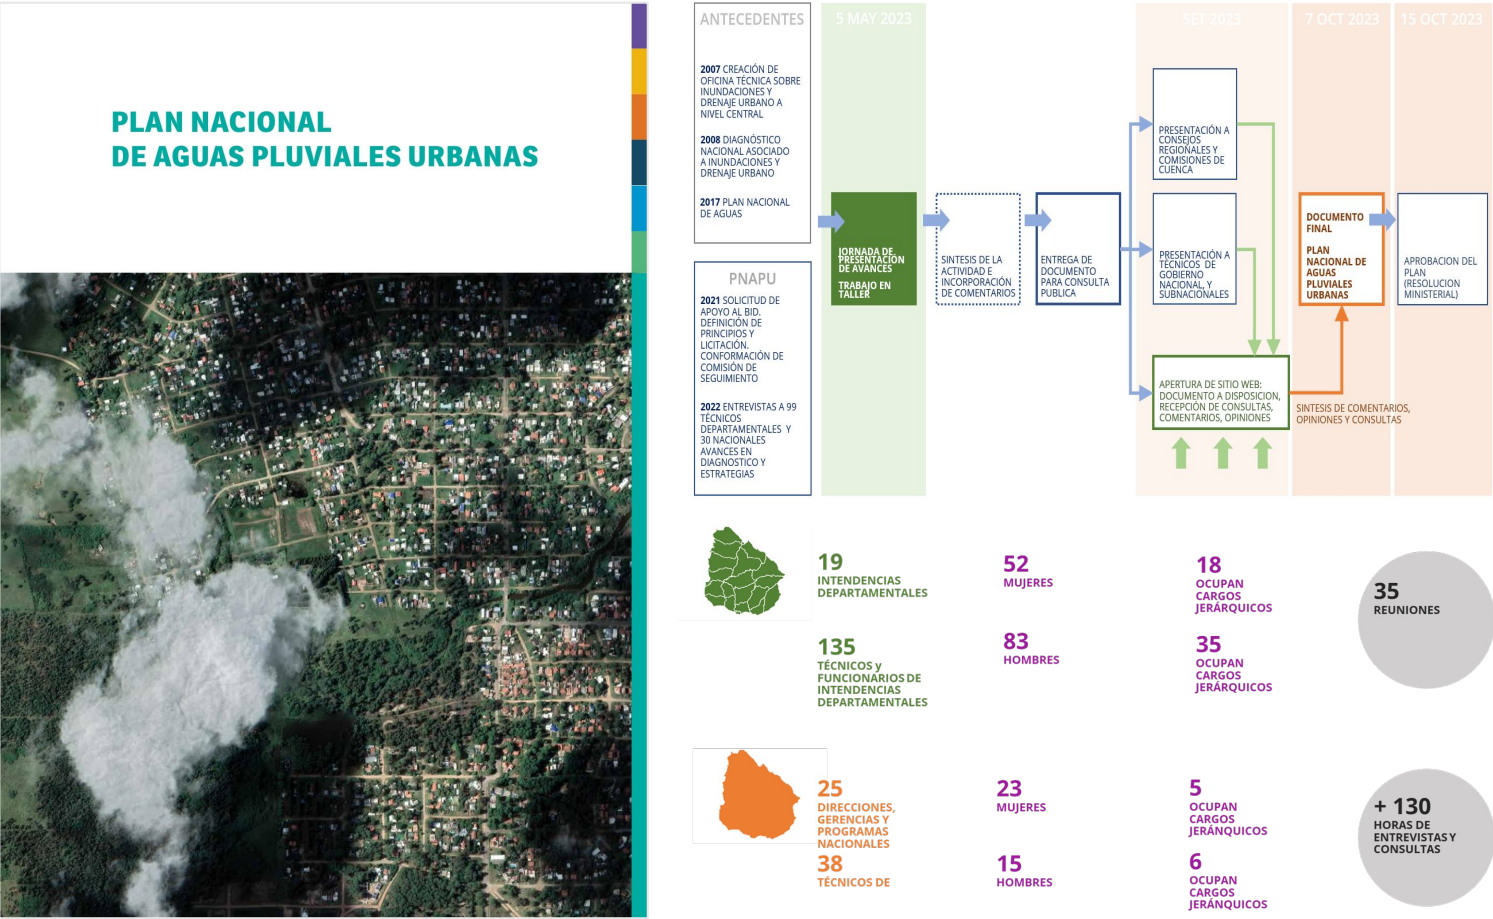 PLAN NACIONAL
DE AGUAS PLUVIALES URBANAS
ANTECEDENTES
2007 CREACIÓN DE
OFICINA TÉCNICA SOBRE
INUNDACIONES Y
DRENAJE URBANO A
NIVEL CENTRAL
2008 DIAGNÓSTICO
NACIONAL ASOCIADO
A INUNDACIONES Y
DRENAJE URBANO
2017 PLAN NACIONAL
DE AGUAS
PNAPU
2021 SOLICITUD DE
APOYO AL BID.
DEFINICIÓN DE
PRINCIPIOS Y
LICITACIÓN.
CONFORMACIÓN DE
COMISIÓN DE
SEGUIMIENTO
2022 ENTREVISTAS A 99
TÉCNICOS
DEPARTAMENTALES Y
30 NACIONALES
AVANCES EN
DIAGNOSTICO Y
ESTRATEGIAS
5 MAY 2023
JORNADA DE
PRESENTACIÓN
DE AVANCES
TRABAJO EN
TALLER
SINTESIS DE LA
ACTIVIDAD E
INCORPORACIÓN
DE COMENTARIOS
ENTREGA DE
DOCUMENTO
PARA CONSULTA
PUBLICA
SET 2023
PRESENTACIÓN A
CONSEJOS
REGIONALES Y
COMISIONES DE
CUENCA
PRESENTACIÓN A
TÉCNICOS DE
GOBIERNO
NACIONAL, Y
SUBNACIONALES
APERTURA DE SITIO WEB:
DOCUMENTO A DISPOSICION,
RECEPCIÓN DE CONSULTAS,
COMENTARIOS, OPINIONES
7 OCT 2023
DOCUMENTO
FINAL
PLAN
NACIONAL DE
AGUAS
PLUVIALES
URBANAS
SINTESIS DE COMENTARIOS,
OPINIONES Y CONSULTAS
15 OCT 2023
APROBACION DEL
PLAN
(RESOLUCION
MINISTERIAL)
19
INTENDENCIAS
DEPARTAMENTALES
135
TÉCNICOS y
FUNCIONARIOS DE
INTENDENCIAS
DEPARTAMENTALES
52
MUJERES
83
HOMBRES
18
OCUPAN
CARGOS
JERÁRQUICOS
35
OCUPAN
CARGOS
JERÁRQUICOS
35
REUNIONES
25
DIRECCIONES,
GERENCIAS Y
PROGRAMAS
NACIONALES
38
TÉCNICOS DE
23
MUJERES
15
HOMBRES
5
OCUPAN
CARGOS
JERÁNQUICOS
6
OCUPAN
CARGOS
JERÁRQUICOS
+ 130
HORAS DE
ENTREVISTAS Y
CONSULTAS